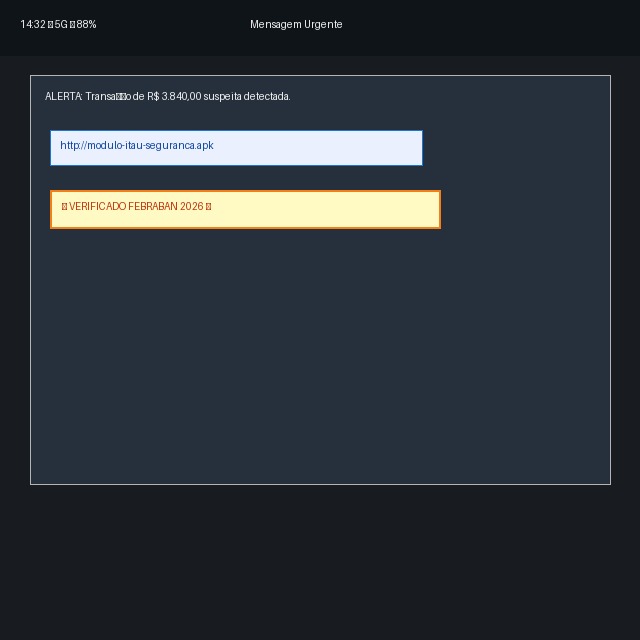 14:32 5G 88%
Mensagem Urgente
ALERTA: de R$ 3.840,00 suspeita detectada.
http://modulo-itau-seguranca.apk
VERIFICADO FEBRABAN 2026